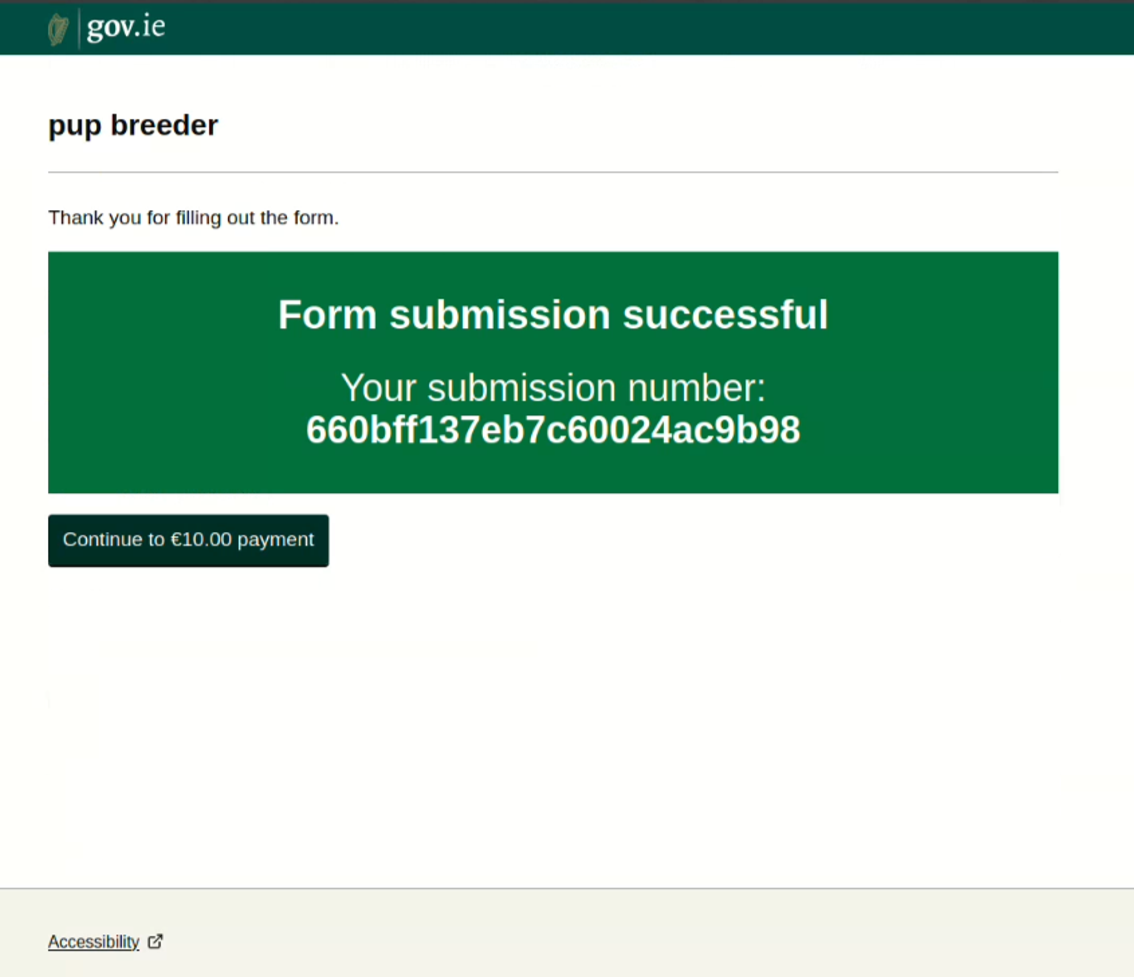 gov.ie
pup breeder
Thank you for filling out the form.
Form submission successful
Your submission number:
660bff137eb7c60024ac9b98
Continue to €10.00 payment
Accessibility